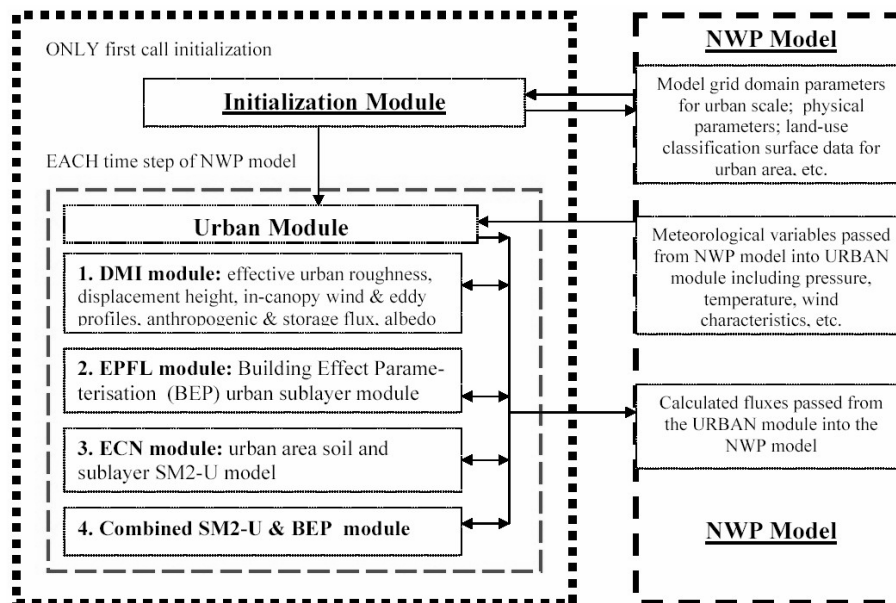 ONLY first call initialization
Initialization Module
EACH time step of NWP model
Urban Module
1. DMI module: effective urban roughness,
displacement height, in-canopy wind & eddy
profiles, anthropogenic & storage flux, albedo
2. EPFL module: Building Effect Parame-
terisation (BEP) urban sublayer module
3. ECN module: urban area soil and
sublayer SM2-U model
4. Combined SM2-U & BEP module
NWP Model
Model grid domain parameters
for urban scale; physical
parameters; land-use
classification surface data for
urban area, etc.
Meteorological variables passed
from NWP model into URBAN
module including pressure,
temperature, wind
characteristics, etc.
Calculated fluxes passed from
the URBAN module into the
NWP model
NWP Model